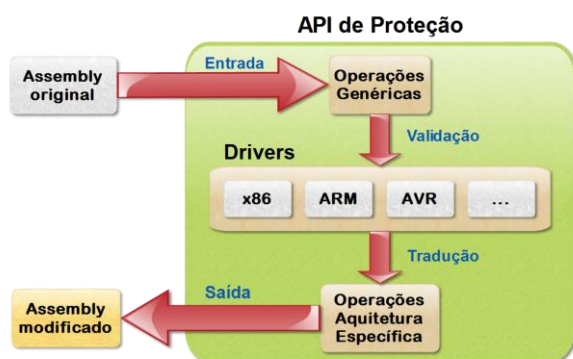 API de Proteção
Assembly
original
Entrada
Operações
Genéricas
Validação
Drivers
x86
ARM
AVR
...
Tradução
Saída
Operações
Aquitetura
Específica
Assembly
modificado